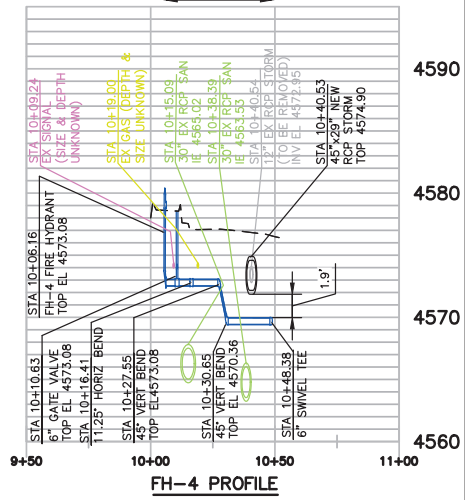 STA 10+09.24
EX SIGNAL
(SIZE & DEPTH
UNKNOWN)
STA 10+19.00
EX GAS (DEPTH &
SIZE UNKNOWN)
STA 10+15.09
30" EX RCP SAN
IE 4565.02
STA 10+38.39
30" EX RCP SAN
IE 4563.53
STA 10+40.54
12" EX RCP STORM
(TO BE REMOVED)
INV EL 4572.95
STA 10+40.53
45"x29" NEW
RCP STORM
TOP 4574.90
4590
4580
4570
4560
STA 10+06.16
FH-4 FIRE HYDRANT
TOP EL 4573.08
STA 10+10.63
6" GATE VALVE
TOP EL 4573.08
STA 10+16.41
11.25° HORIZ BEND
STA 10+27.55
45° VERT BEND
TOP EL4573.08
STA 10+30.65
45° VERT BEND
TOP EL 4570.36
STA 10+48.38
6" SWIVEL TEE
1.9'
9+50
10+00
10+50
11+00
FH-4 PROFILE